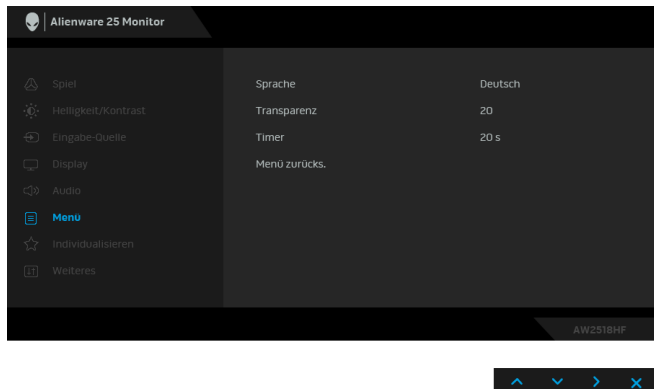 Alienware 25 Monitor
Spiel
Helligkeit/Kontrast
Eingabe-Quelle
Display
Audio
Menü
Individualisieren
Weiteres
Sprache Deutsch
Transparenz 20
Timer 20 s
Menü zurücks.
AW2518HF